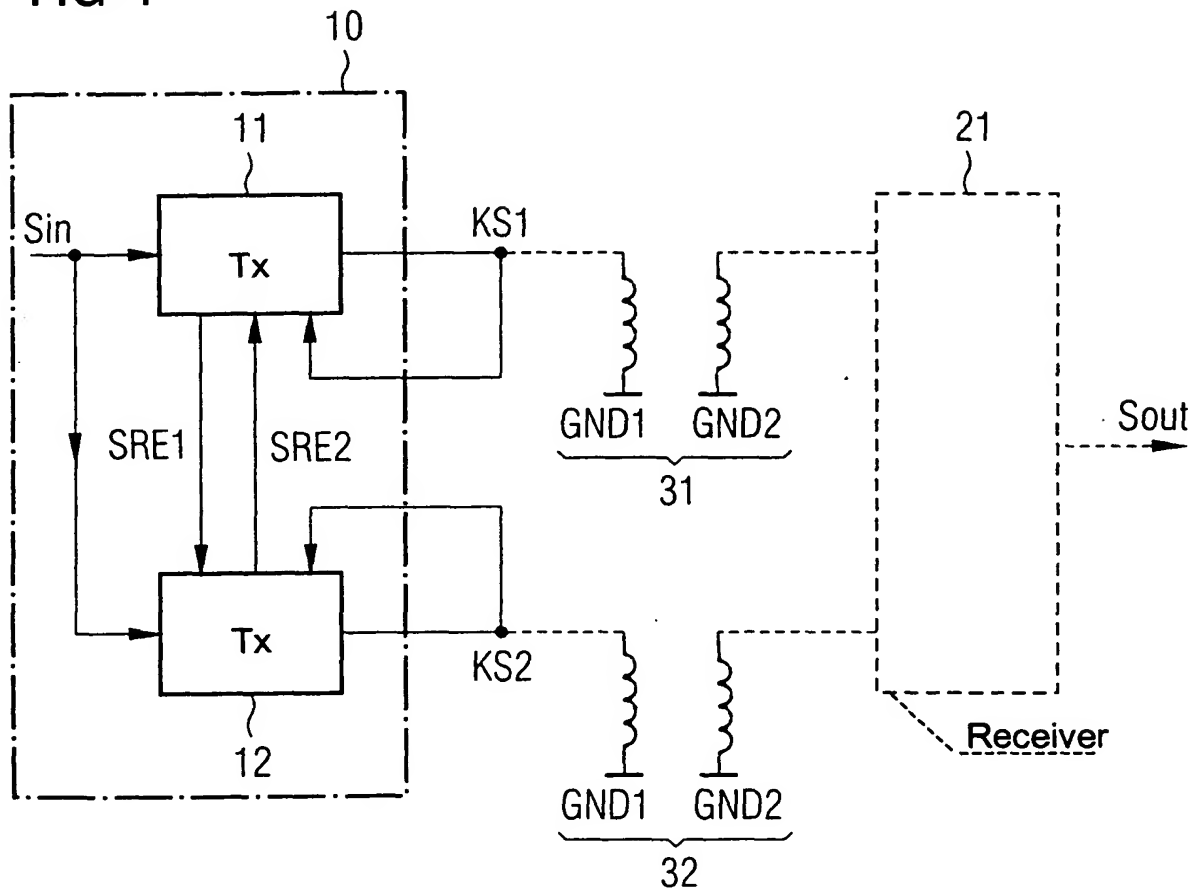 10
11
21
Sin
Tx
KS1
GND1 GND2
31
Sout
SRE1 SRE2
Tx
KS2
12
Receiver
GND1 GND2
32